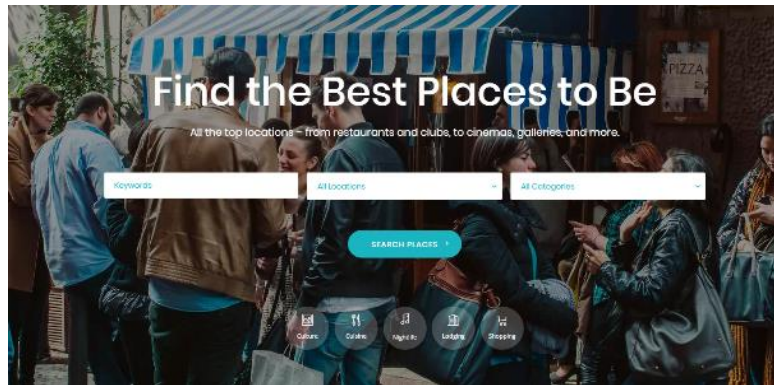 PIZZA
Find the Best Places to Be
All the top locations – from restaurants and clubs, to cinemas, galleries, and more.
Keywords
All Locations
All Categories
SEARCH PLACES
Culture
Cuisine
Nightlife
Lodging
Shopping